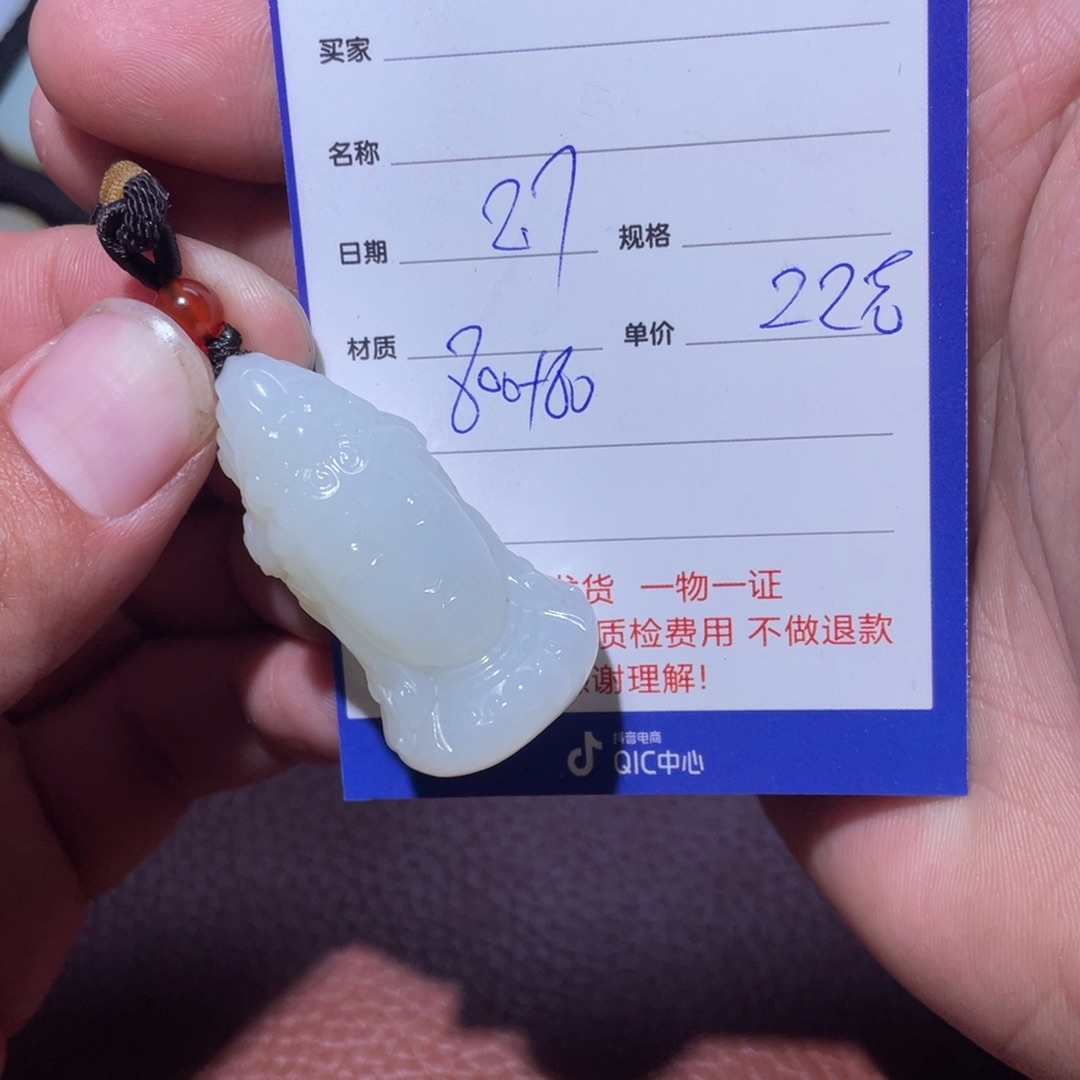 买家
名称
日期 27 规格
材质 800+80 单价 22克
货 一物一证
质检费用 不做退款
谢理解!
抖音电商
QIC中心